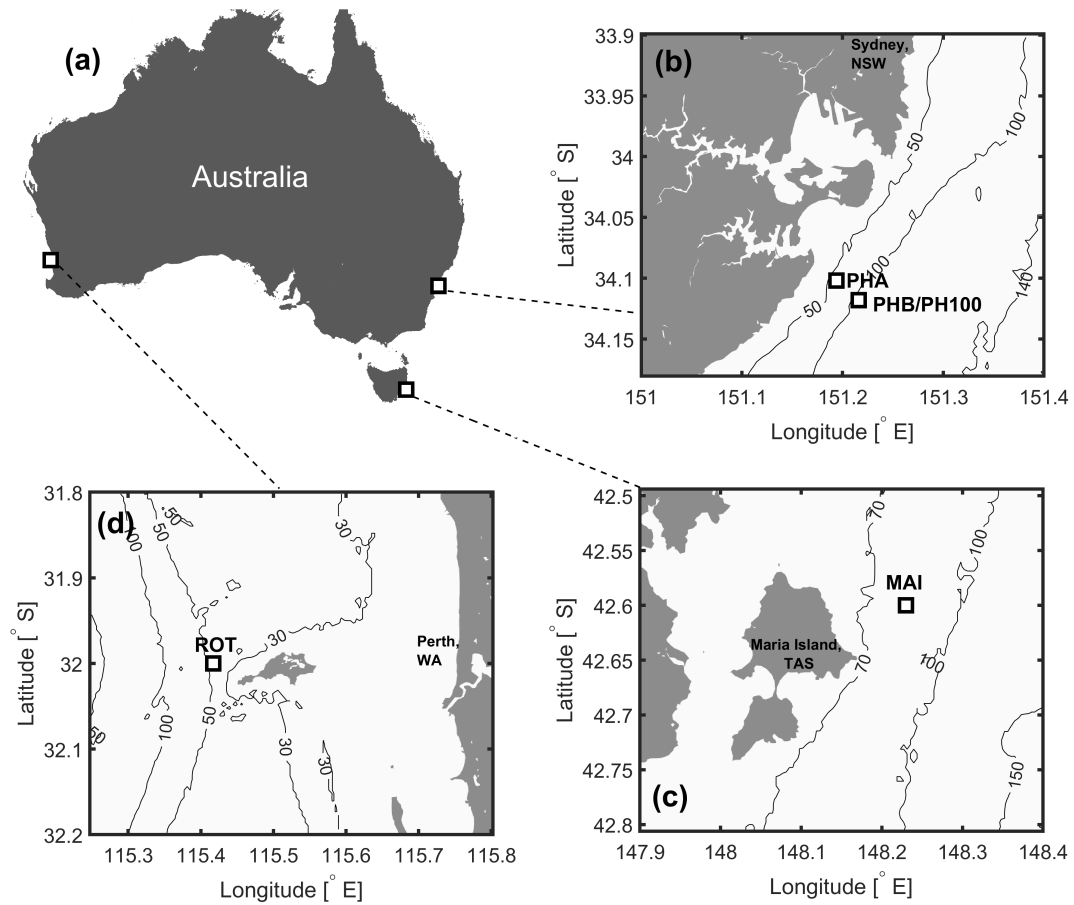 (a)
Australia
(b)
Sydney,
NSW
33.9
33.95
34
34.05
34.1
34.15
Latitude [° S]
50
100
100
140
50
PHA
PHB/PH100
151
151.1
151.2
151.3
151.4
Longitude [° E]
(d)
31.8
31.9
32
32.1
32.2
Latitude [° S]
100
50
50
30
30
ROT
Perth,
WA
50
100
50
30
30
115.3
115.4
115.5
115.6
115.7
115.8
Longitude [° E]
42.5
42.55
42.6
42.65
42.7
42.75
42.8
Latitude [° S]
70
100
MAI
Maria Island,
TAS
70
100
150
(c)
147.9
148
148.1
148.2
148.3
148.4
Longitude [° E]